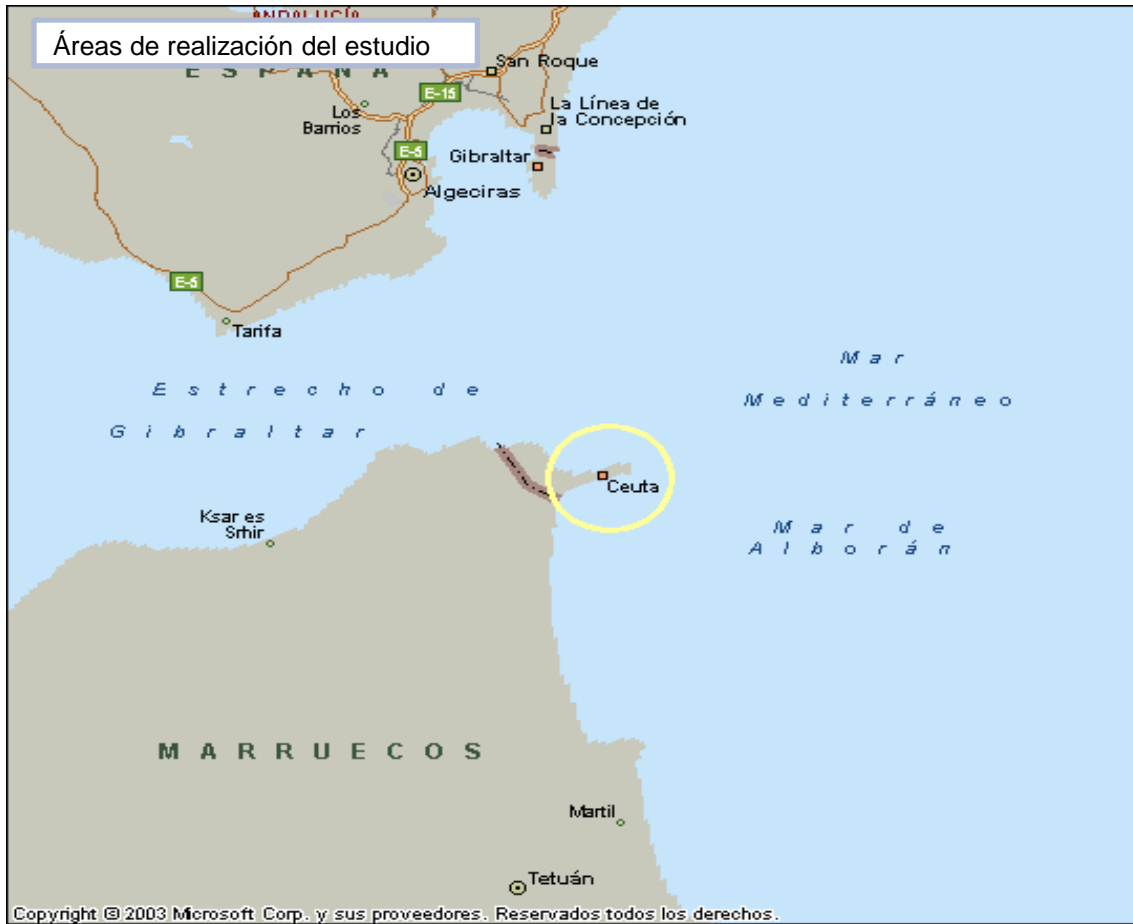 ANDALUCÍA
Áreas de realización del estudio
ESPAÑA
San Roque
E-15
La Línea de
la Concepción
Los
Barrios
E-5
Gibraltar
Algeciras
E-5
Tarifa
Mar
Mediterráneo
Estrecho de
Gibraltar
Ceuta
Ksar es
Srhir
Mar de
Alborán
MARRUECOS
Martil
Tetuán
Copyright © 2003 Microsoft Corp. y sus proveedores. Reservados todos los derechos.